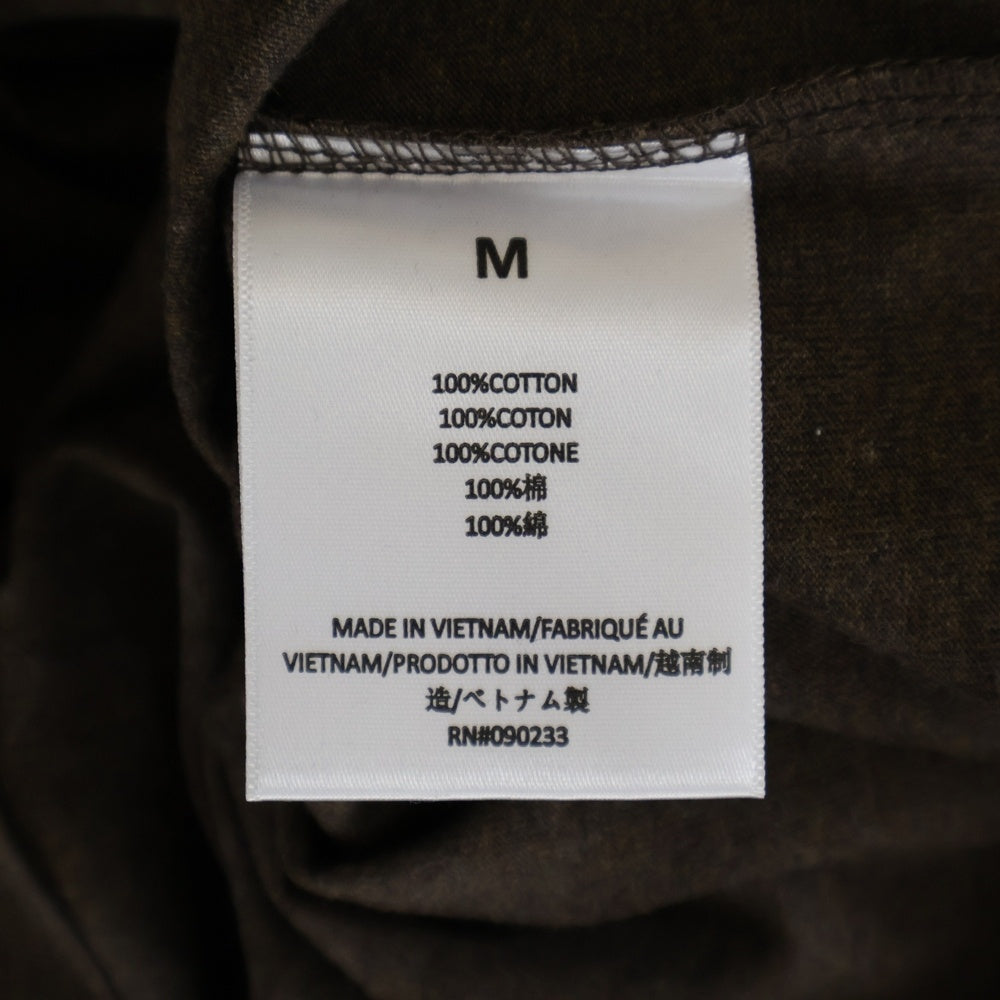 M
100%COTTON
100%COTON
100%COTONE
100%棉
100%綿
MADE IN VIETNAM/FABRIQUÉ AU
VIETNAM/PRODOTTO IN VIETNAM/越南制
造/ベトナム製
RN#090233